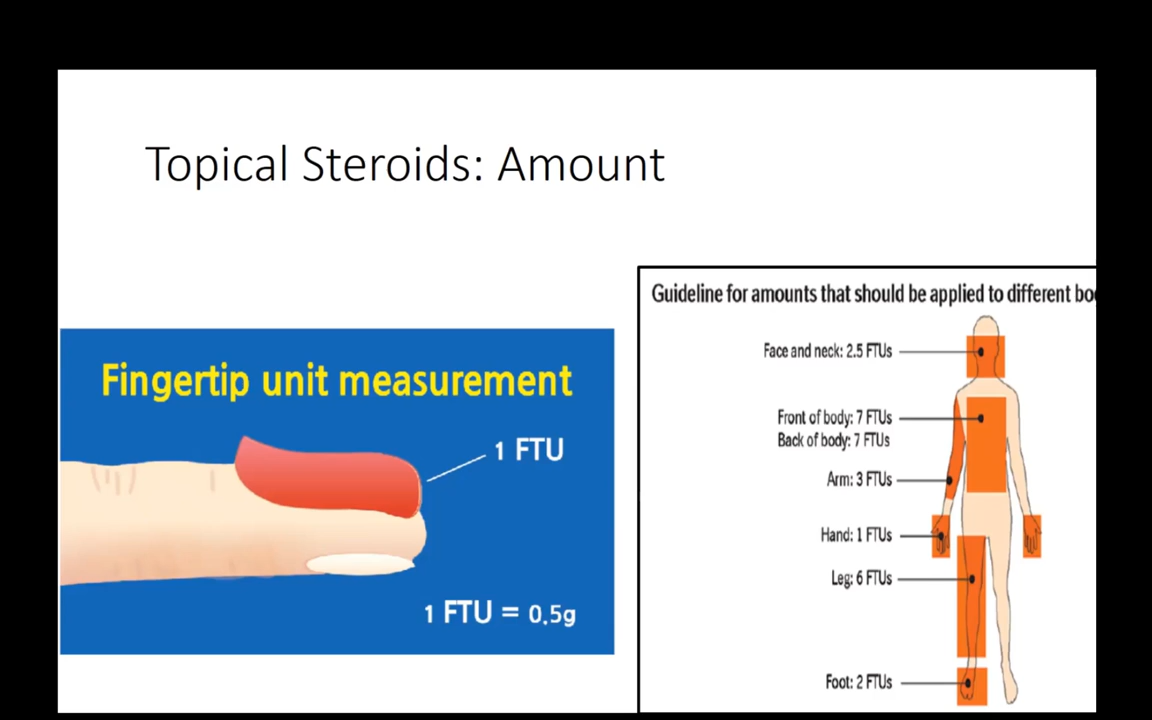 Topical Steroids: Amount
Fingertip unit measurement
1 FTU
1 FTU = 0.5g
Guideline for amounts that should be applied to different
Face and neck: 2.5 FTUs
Front of body: 7 FTUs
Back of body: 7 FTUs
Arm: 3 FTUs
Hand: 1 FTUs
Leg: 6 FTUs
Foot: 2 FTUs